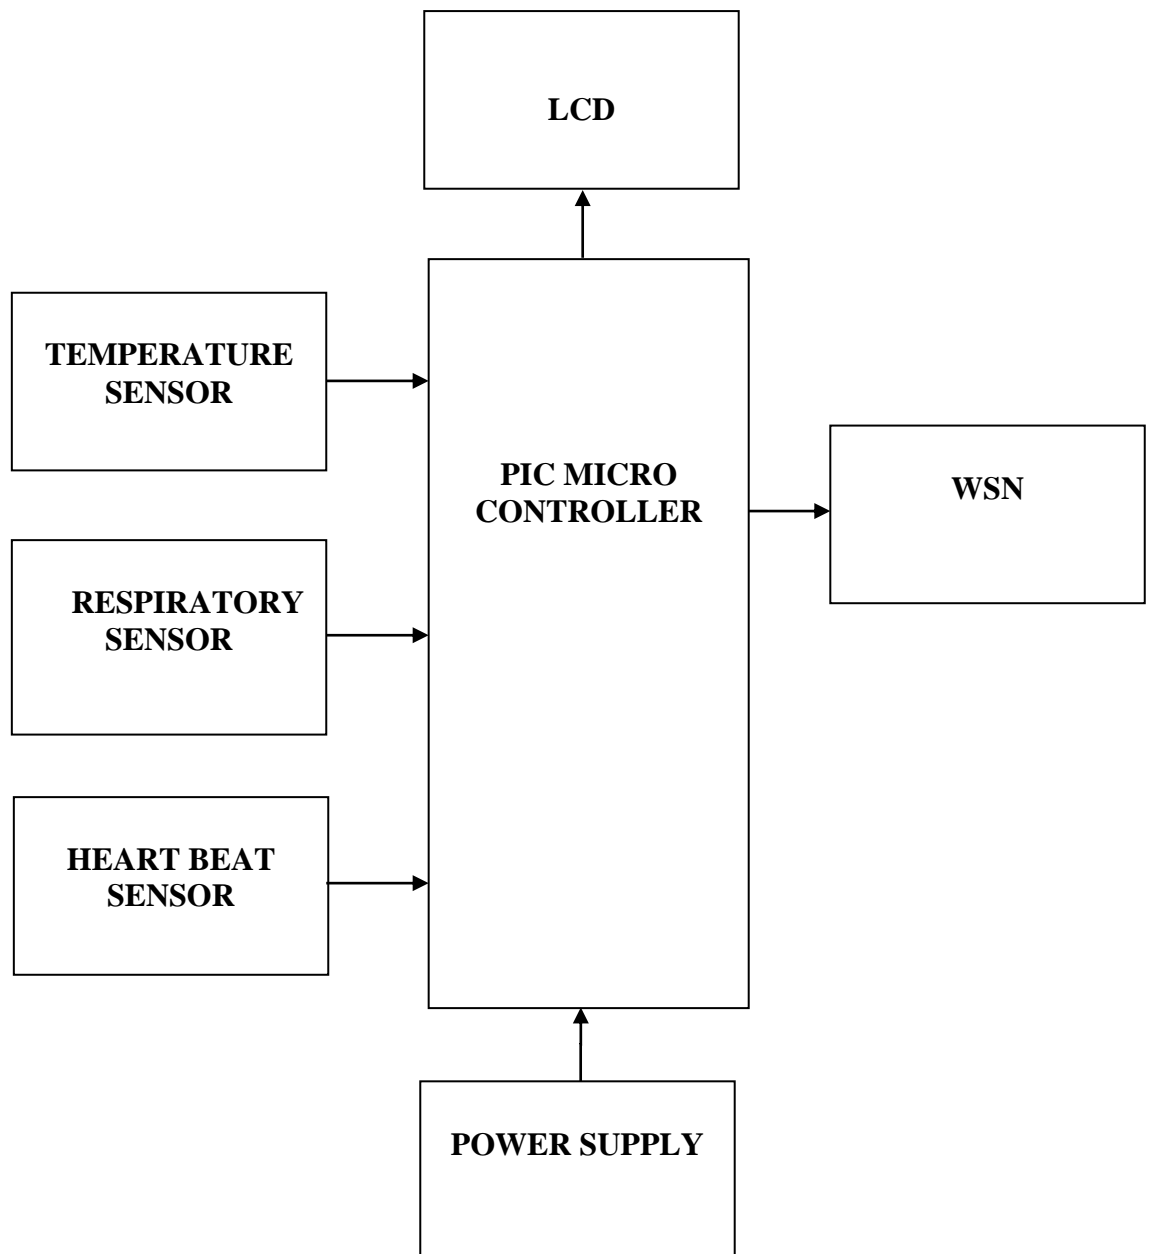 LCD
TEMPERATURE
SENSOR
PIC MICRO
CONTROLLER
WSN
RESPIRATORY
SENSOR
HEART BEAT
SENSOR
POWER SUPPLY